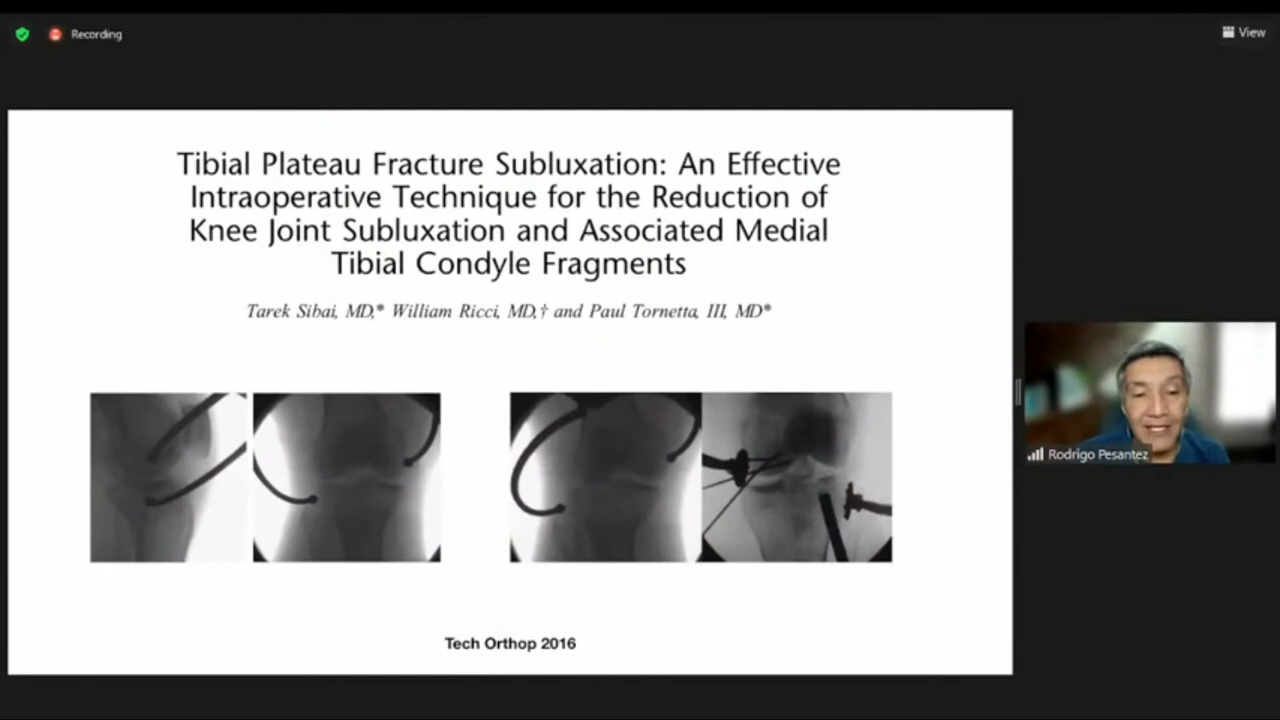 Recording
View
Tibial Plateau Fracture Subluxation: An Effective
Intraoperative Technique for the Reduction of
Knee Joint Subluxation and Associated Medial
Tibial Condyle Fragments
Tarek Sibai, MD,* William Ricci, MD,† and Paul Tornetta, III, MD*
Rodrigo Pesantez
Tech Orthop 2016